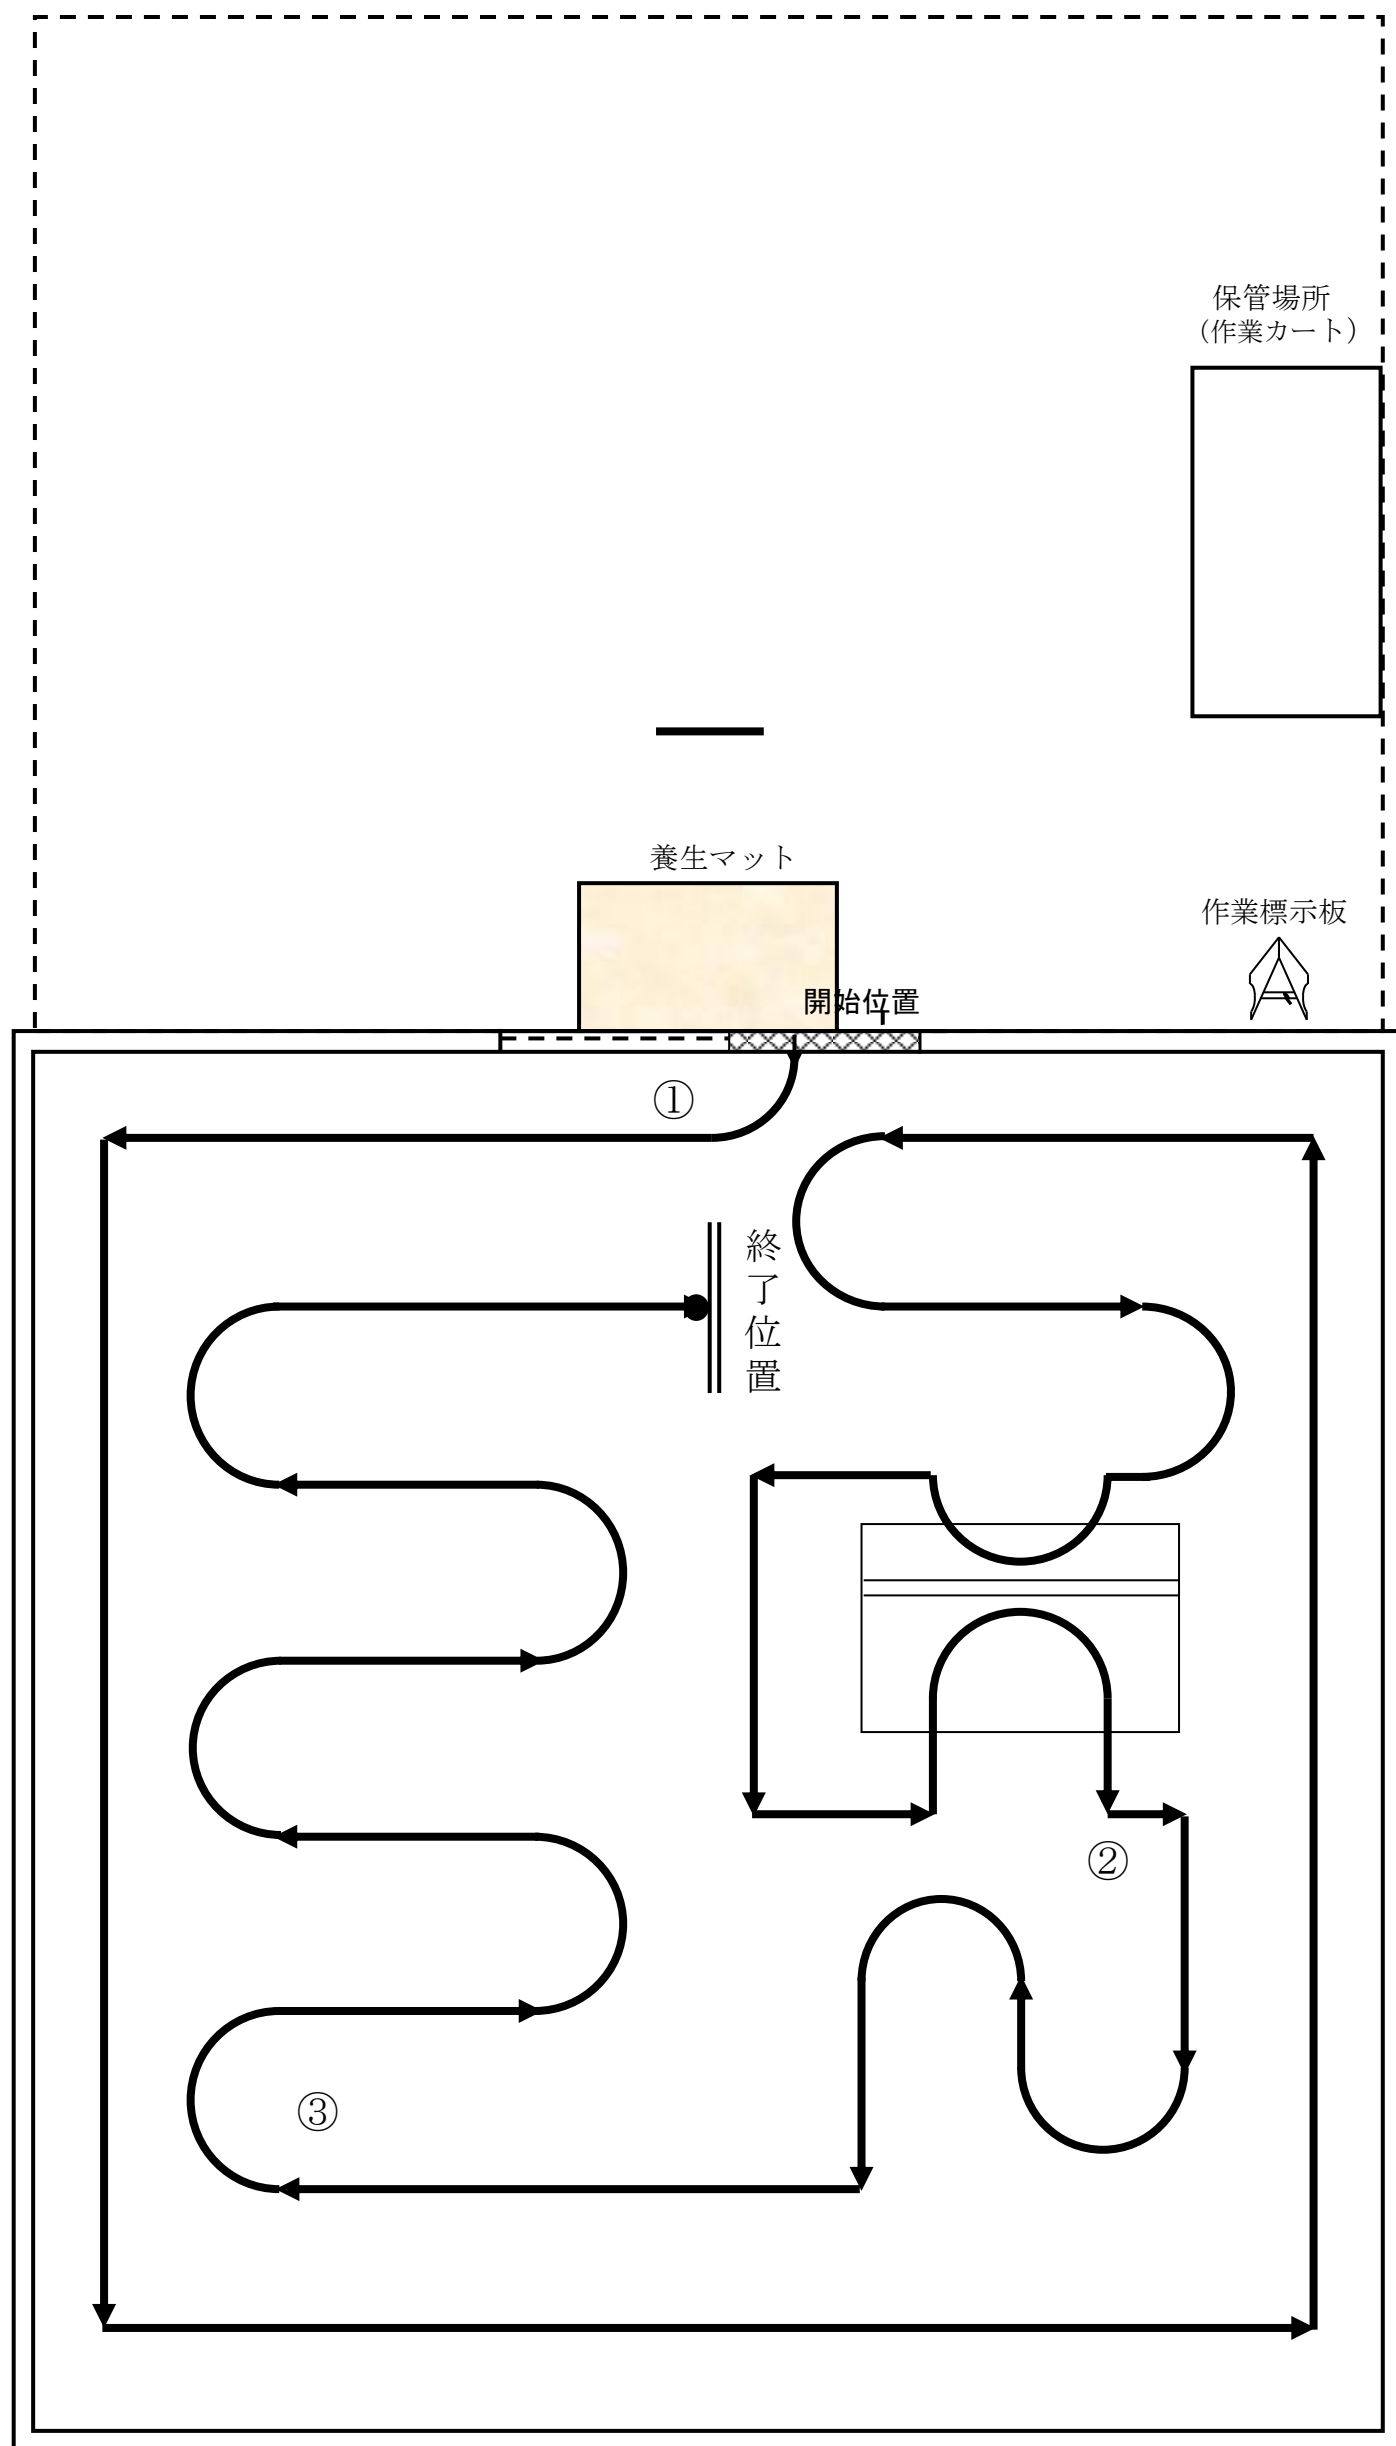 保管場所
（作業カート）
養生マット
作業標示板
開始位置
①
終了位置
②
③